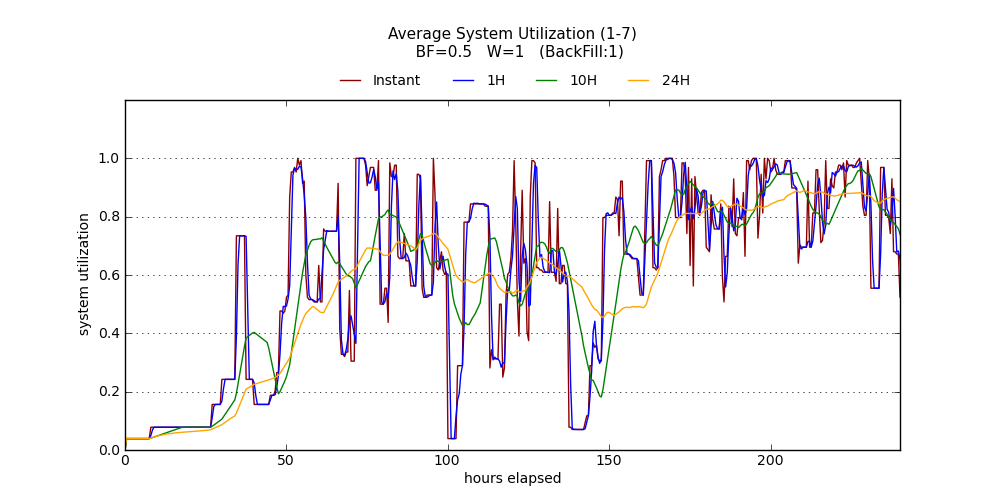 Average System Utilization (1-7)
BF=0.5 W=1 (BackFill:1)
Instant 1H 10H 24H
system utilization
1.0
0.8
0.6
0.4
0.2
0.0
0 50 100 150 200
hours elapsed